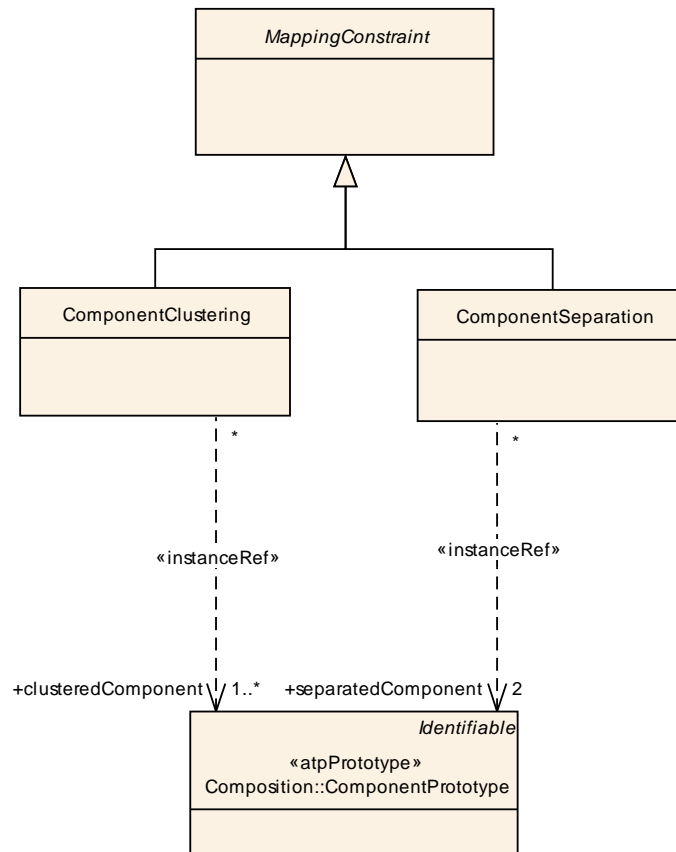 MappingConstraint
ComponentClustering
ComponentSeparation
*
*
«instanceRef»
«instanceRef»
+clusteredComponent 1..*
+separatedComponent 2
Identifiable
«atpPrototype»
Composition::ComponentPrototype